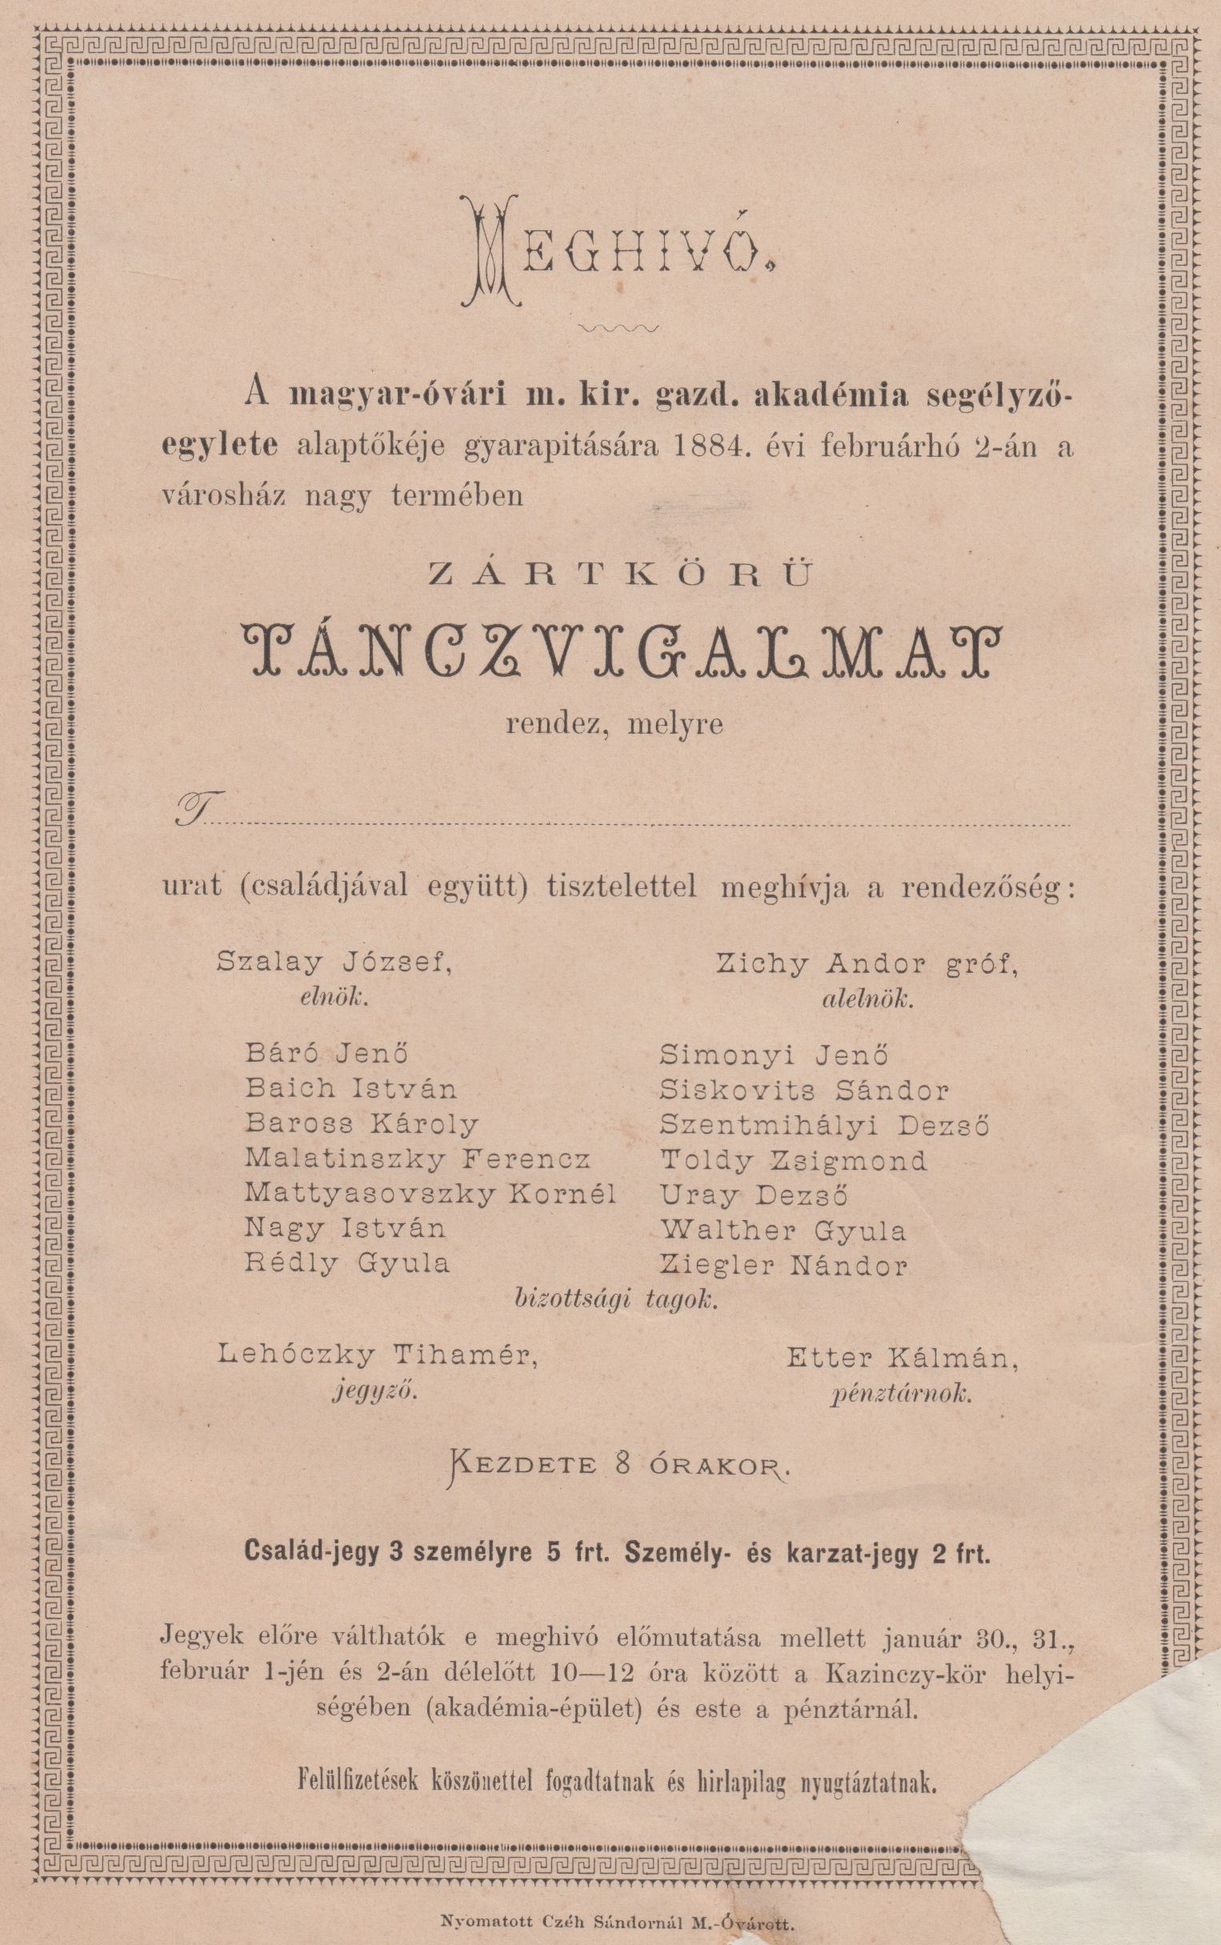 MEGHIVÓ.
A magyar-óvári m. kir. gazd. akadémia segélyző-
egylete alaptőkéje gyarapitására 1884. évi februárhó 2-án a
városház nagy termében
ZÁRTKÖRÜ
TÁNCZVIGALMAT
rendez, melyre
T.
urat (családjával együtt) tisztelettel meghívja a rendezőség:
Szalay József, Zichy Andor gróf,
elnök. alelnök.
Báró Jenő Simonyi Jenő
Baich István Siskovits Sándor
Baross Károly Szentmihályi Dezső
Malatinszky Ferencz Toldy Zsigmond
Mattyasovszky Kornél Uray Dezső
Nagy István Walther Gyula
Rédly Gyula Ziegler Nándor
bizottsági tagok.
Lehóczky Tihamér, Etter Kálmán,
jegyző. pénztárnok.
KEZDETE 8 ÓRAKOR.
Család-jegy 3 személyre 5 frt. Személy- és karzat-jegy 2 frt.
Jegyek előre válthatók e meghivó előmutatása mellett január 30., 31.,
február 1-jén és 2-án délelőtt 10—12 óra között a Kazinczy-kör helyi-
ségében (akadémia-épület) és este a pénztárnál.
Felülfizetések köszönettel fogadtatnak és hirlapilag nyugtáztatnak.
Nyomatott Czéh Sándornál M.-Óvárott.